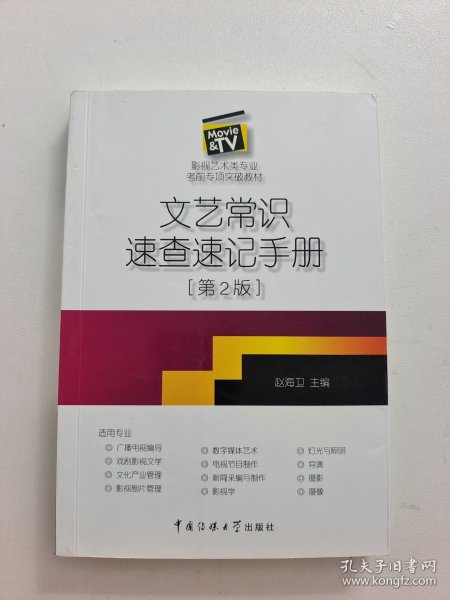 Movie
&TV
影视艺术类专业
考前专项突破教材
文艺常识
速查速记手册
[第2版]
赵海卫 主编
适用专业
◎ 广播电视编导
◎ 戏剧影视文学
◎ 文化产业管理
◎ 影视制片管理
◎ 数字媒体艺术
◎ 电视节目制作
◎ 新闻采编与制作
◎ 影视学
◎ 灯光与照明
◎ 导演
◎ 摄影
◎ 摄像
中国传媒大学出版社
孔夫子旧书网
www.kongfz.com